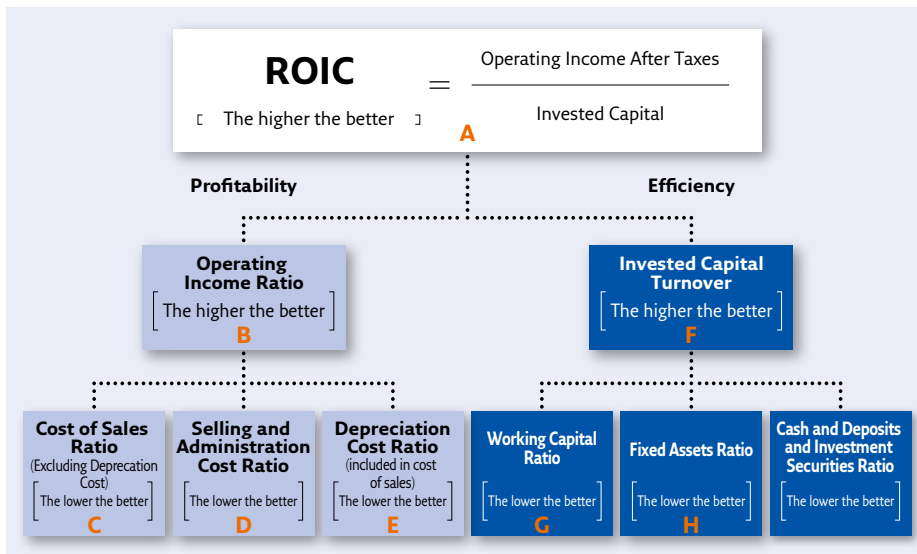 ROIC
[ The higher the better ]
=
Operating Income After Taxes
Invested Capital
A
Profitability
Efficiency
Operating
Income Ratio
[The higher the better]
B
Invested Capital
Turnover
[The higher the better]
F
Cost of Sales
Ratio
(Excluding Deprecation
Cost)
[The lower the better]
C
Selling and
Administration
Cost Ratio
[The lower the better]
D
Depreciation
Cost Ratio
(included in cost
of sales)
[The lower the better]
E
Working Capital
Ratio
[The lower the better]
G
Fixed Assets Ratio
[The lower the better]
H
Cash and Deposits
and Investment
Securities Ratio
[The lower the better]